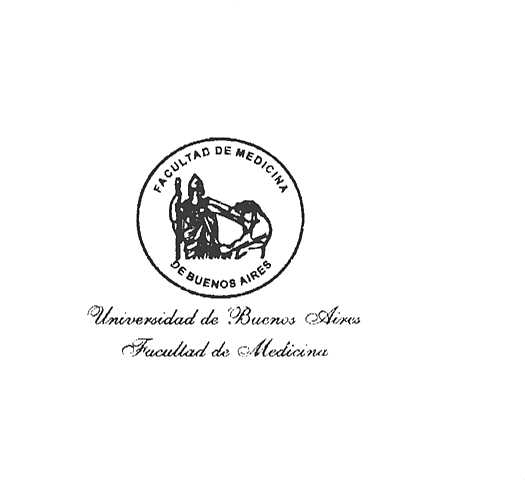 FACULTAD DE MEDICINA
DE BUENOS AIRES
Universidad de Buenos Aires
Facultad de Medicina